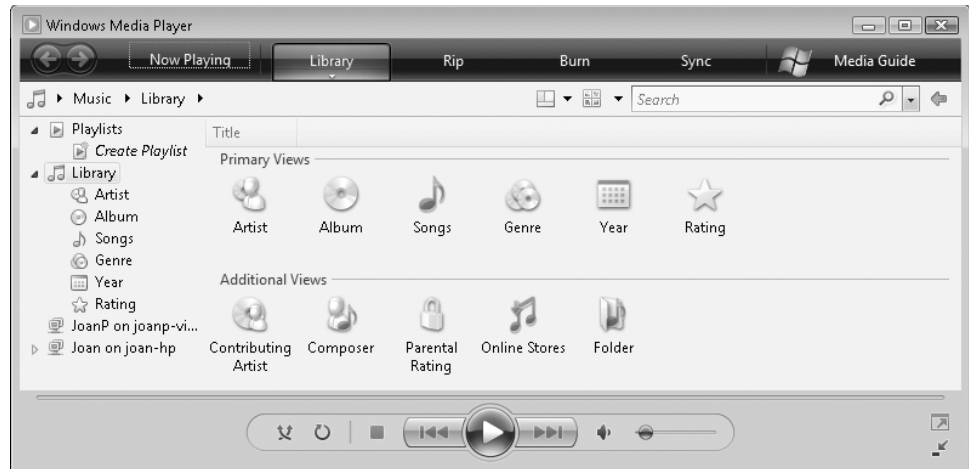 Windows Media Player
Now Playing Library Rip Burn Sync Media Guide
Music Library Search
Playlists
Create Playlist
Library
Artist
Album
Songs
Genre
Year
Rating
JoanP on joanp-vi...
Joan on joan-hp
Title
Primary Views
Artist Album Songs Genre Year Rating
Additional Views
Contributing Artist
Composer
Parental Rating
Online Stores
Folder